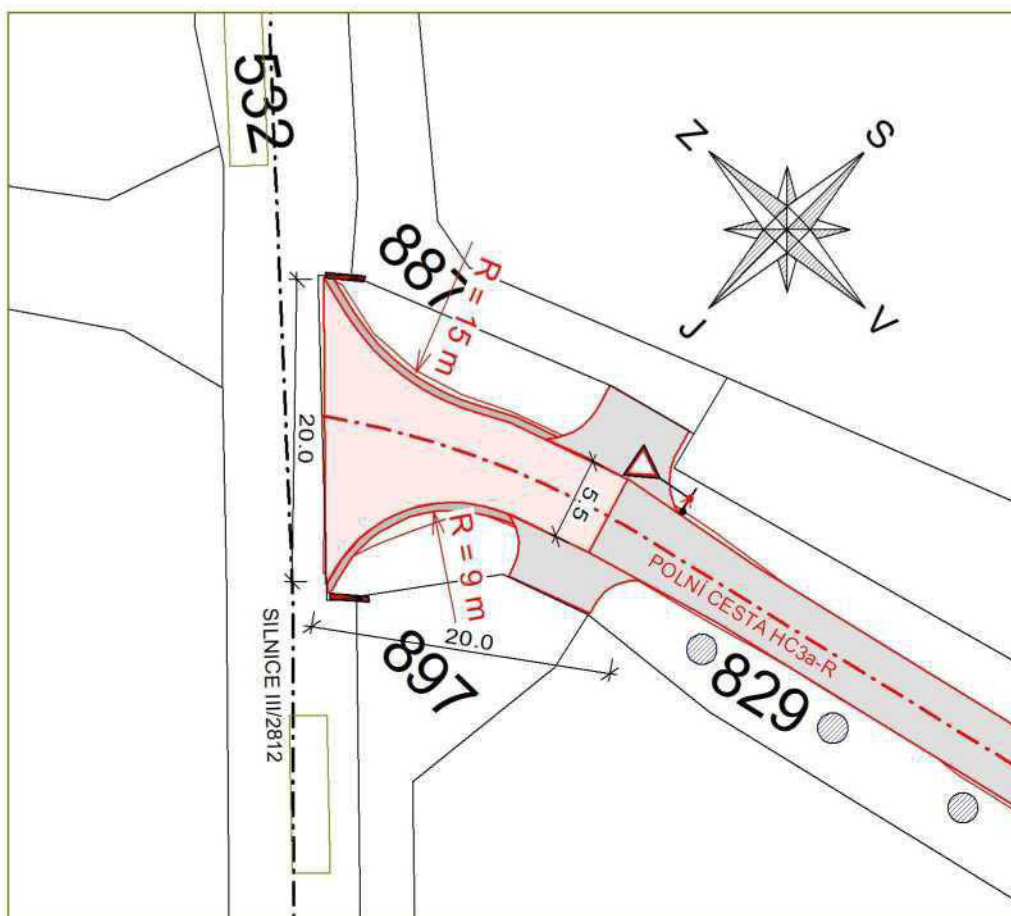 532
Z
S
J
V
887
R = 15 m
20.0
5.5
R = 9 m
POLNÍ CESTA HC3a-R
SILNICE III/2812
20.0
897
829